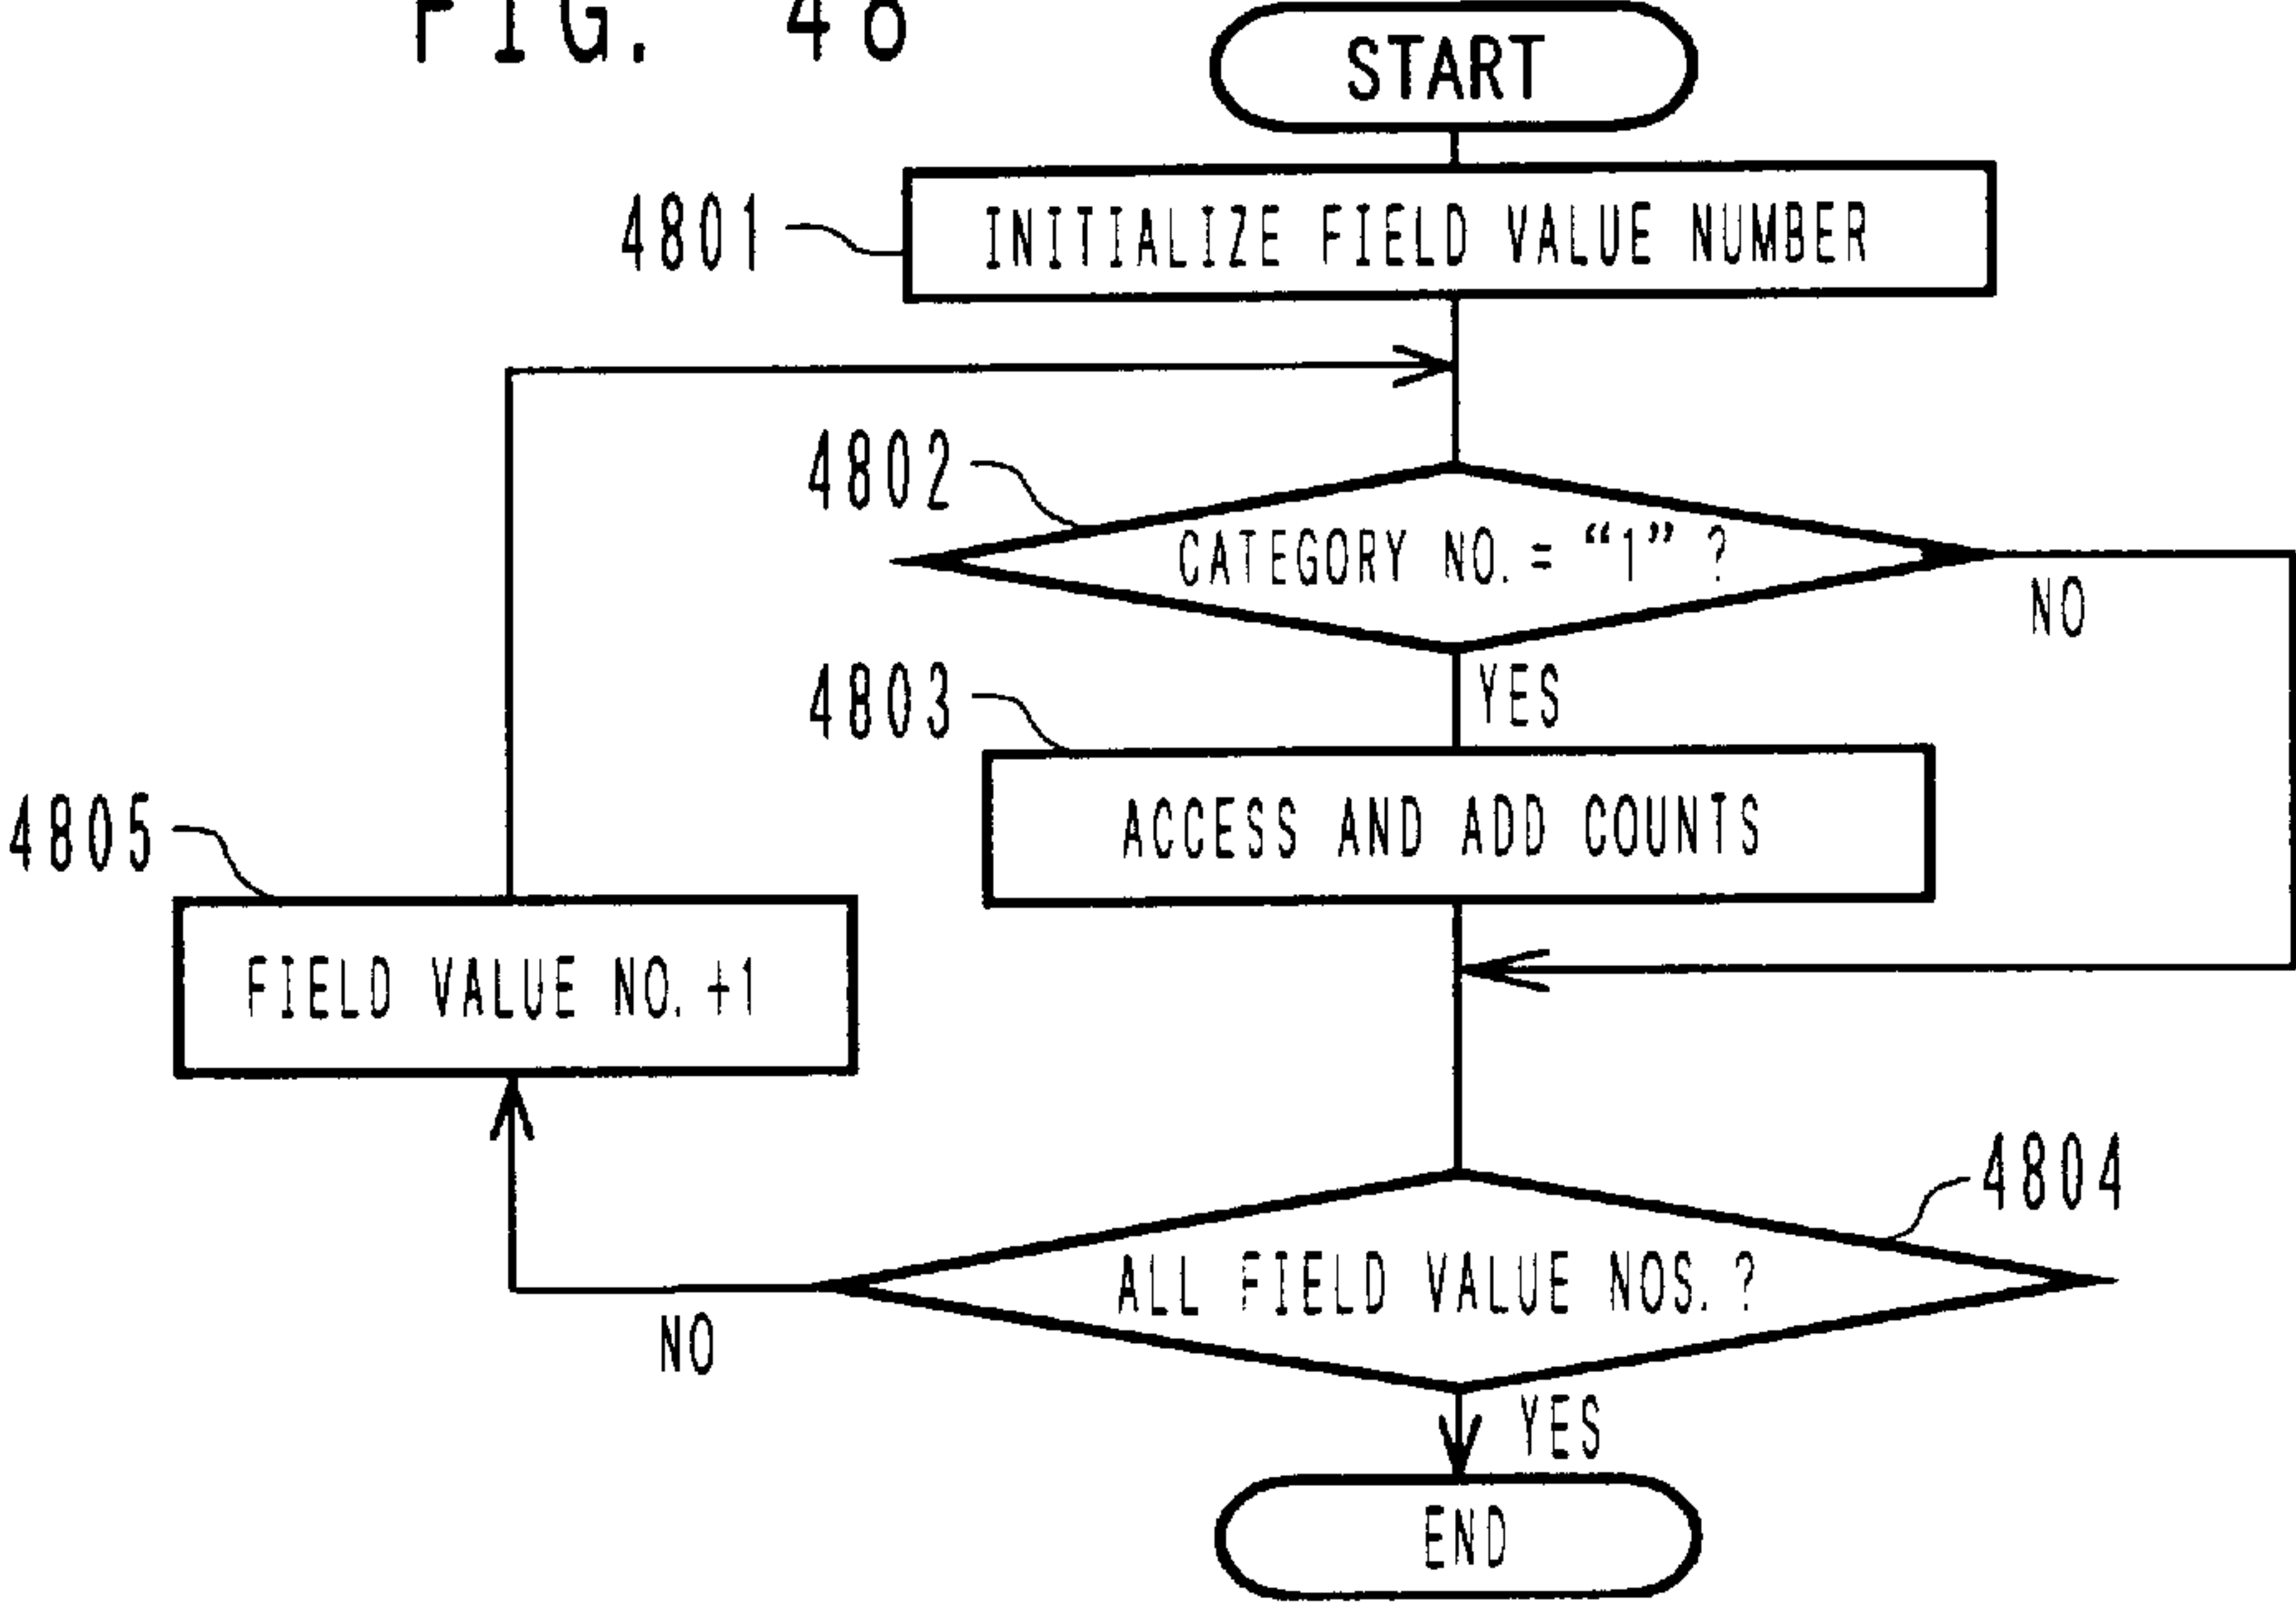 FIG. 48
START
4801
INITIALIZE FIELD VALUE NUMBER
4802
CATEGORY NO. = “1” ?
NO
YES
4803
ACCESS AND ADD COUNTS
4805
FIELD VALUE NO. +1
4804
ALL FIELD VALUE NOS. ?
NO
YES
END